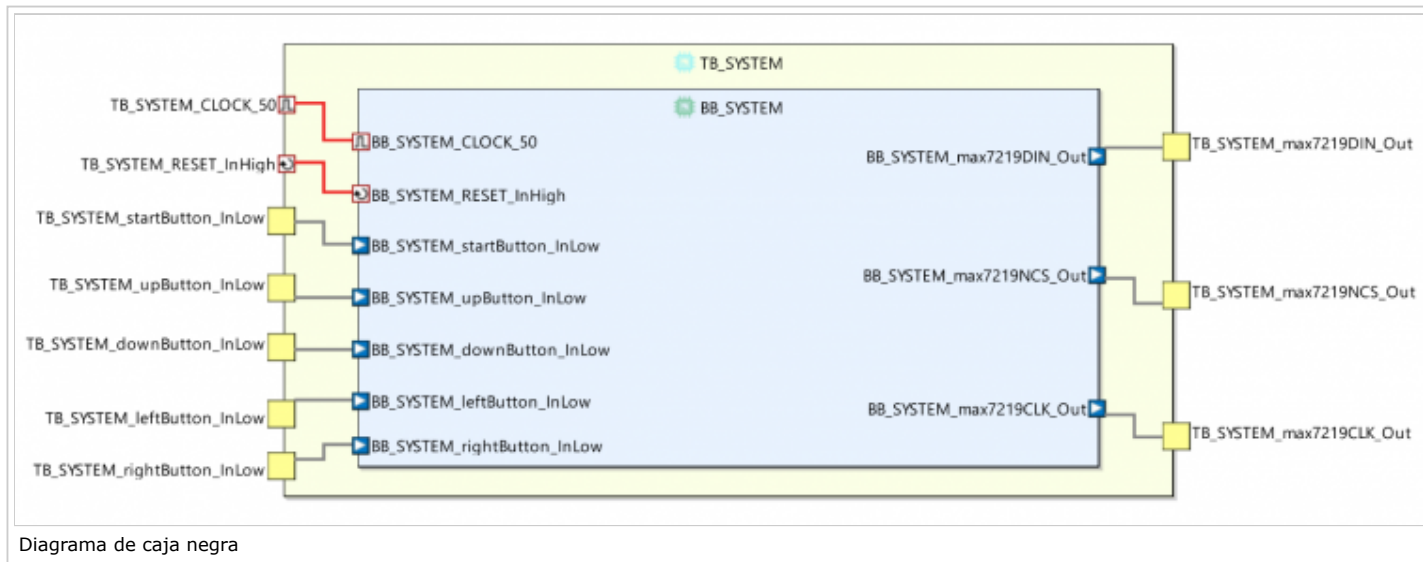 TB_SYSTEM
TB_SYSTEM_CLOCK_50
BB_SYSTEM
BB_SYSTEM_CLOCK_50
TB_SYSTEM_max7219DIN_Out
BB_SYSTEM_max7219DIN_Out
TB_SYSTEM_RESET_InHigh
BB_SYSTEM_RESET_InHigh
TB_SYSTEM_startButton_InLow
BB_SYSTEM_startButton_InLow
BB_SYSTEM_max7219NCS_Out
TB_SYSTEM_upButton_InLow
TB_SYSTEM_max7219NCS_Out
BB_SYSTEM_upButton_InLow
TB_SYSTEM_downButton_InLow
BB_SYSTEM_downButton_InLow
BB_SYSTEM_leftButton_InLow
BB_SYSTEM_max7219CLK_Out
TB_SYSTEM_leftButton_InLow
TB_SYSTEM_max7219CLK_Out
BB_SYSTEM_rightButton_InLow
TB_SYSTEM_rightButton_InLow
Diagrama de caja negra